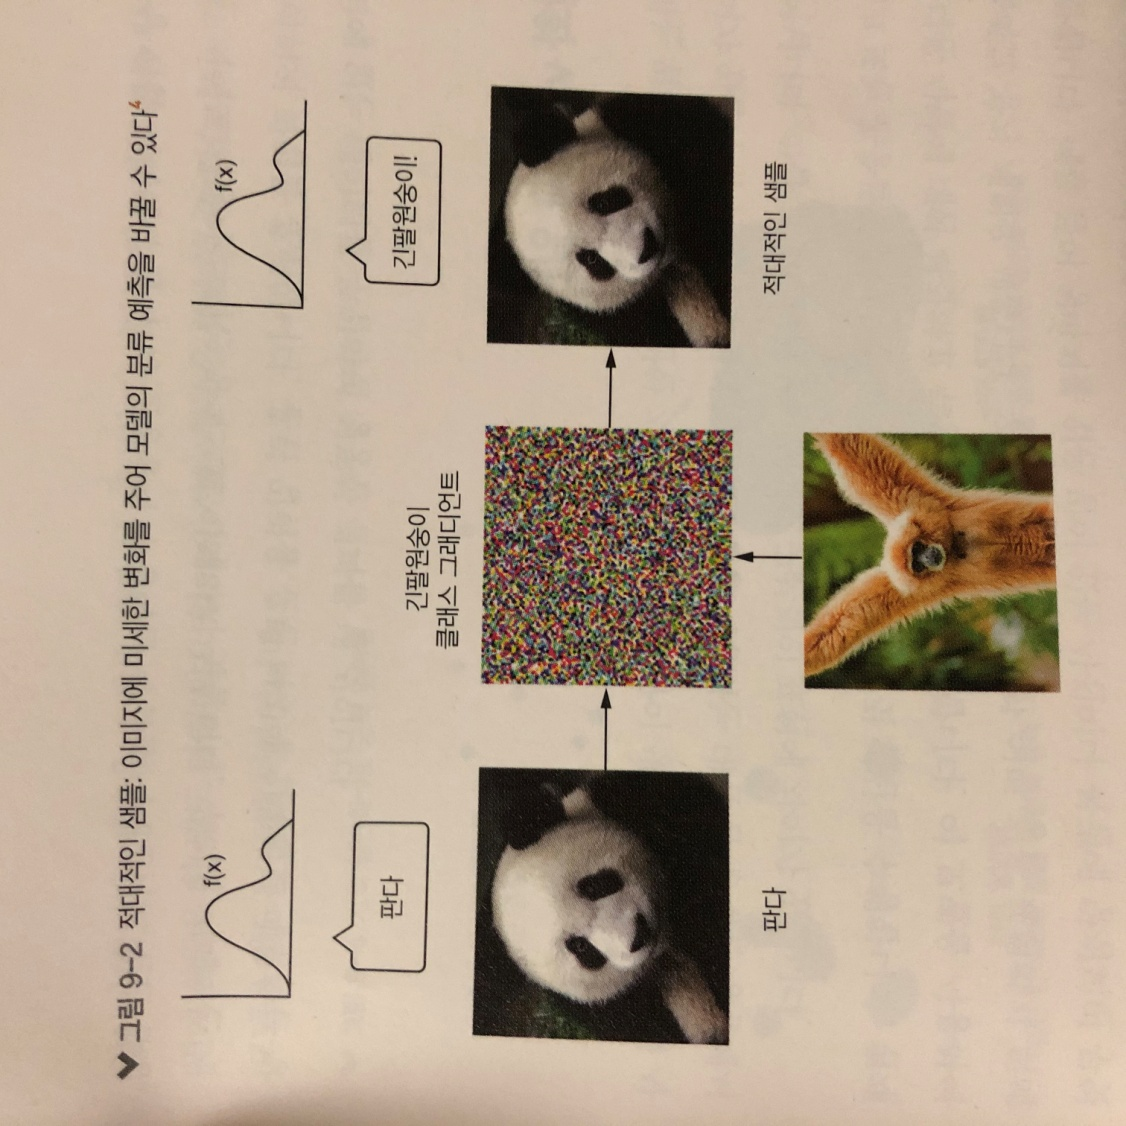 그림 9-2 적대적인 샘플: 이미지에 미세한 변화를 주어 모델의 분류 예측을 바꿀 수 있다4
f(x)
f(x)
판다
긴팔원숭이!
긴팔원숭이
클래스 그래디언트
판다
적대적인 샘플